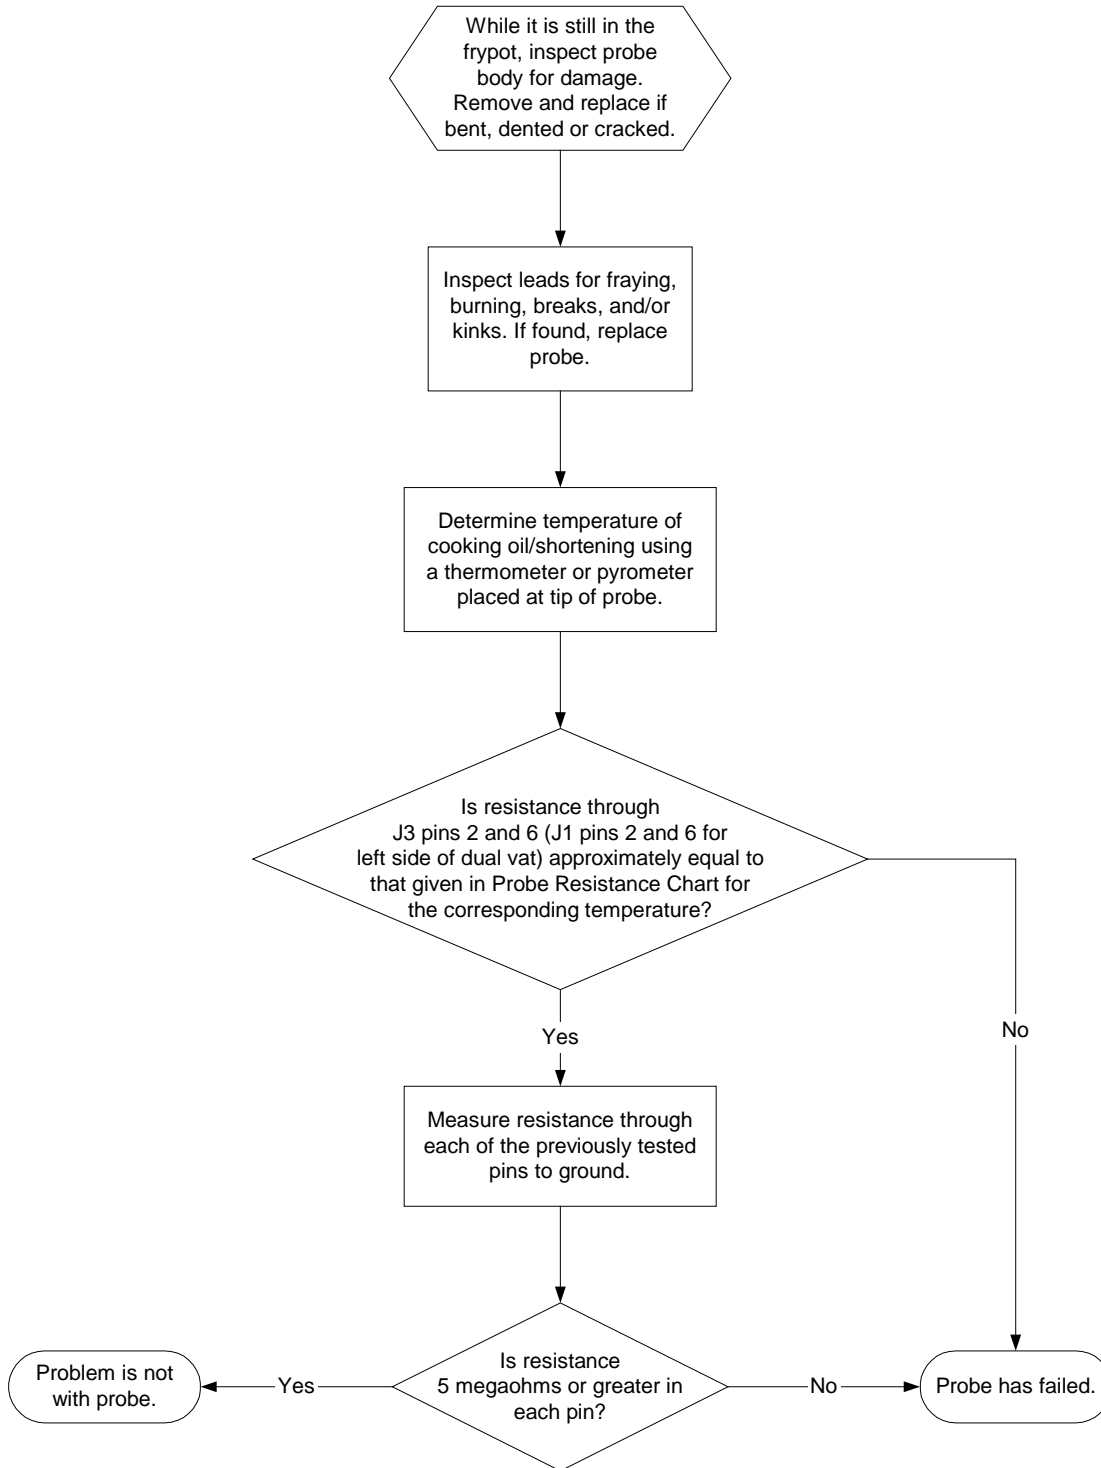 While it is still in the
frypot, inspect probe
body for damage.
Remove and replace if
bent, dented or cracked.
Inspect leads for fraying,
burning, breaks, and/or
kinks. If found, replace
probe.
Determine temperature of
cooking oil/shortening using
a thermometer or pyrometer
placed at tip of probe.
Is resistance through
J3 pins 2 and 6 (J1 pins 2 and 6 for
left side of dual vat) approximately equal to
that given in Probe Resistance Chart for
the corresponding temperature?
Yes
No
Measure resistance through
each of the previously tested
pins to ground.
Is resistance
5 megaohms or greater in
each pin?
Yes
No
Problem is not
with probe.
Probe has failed.